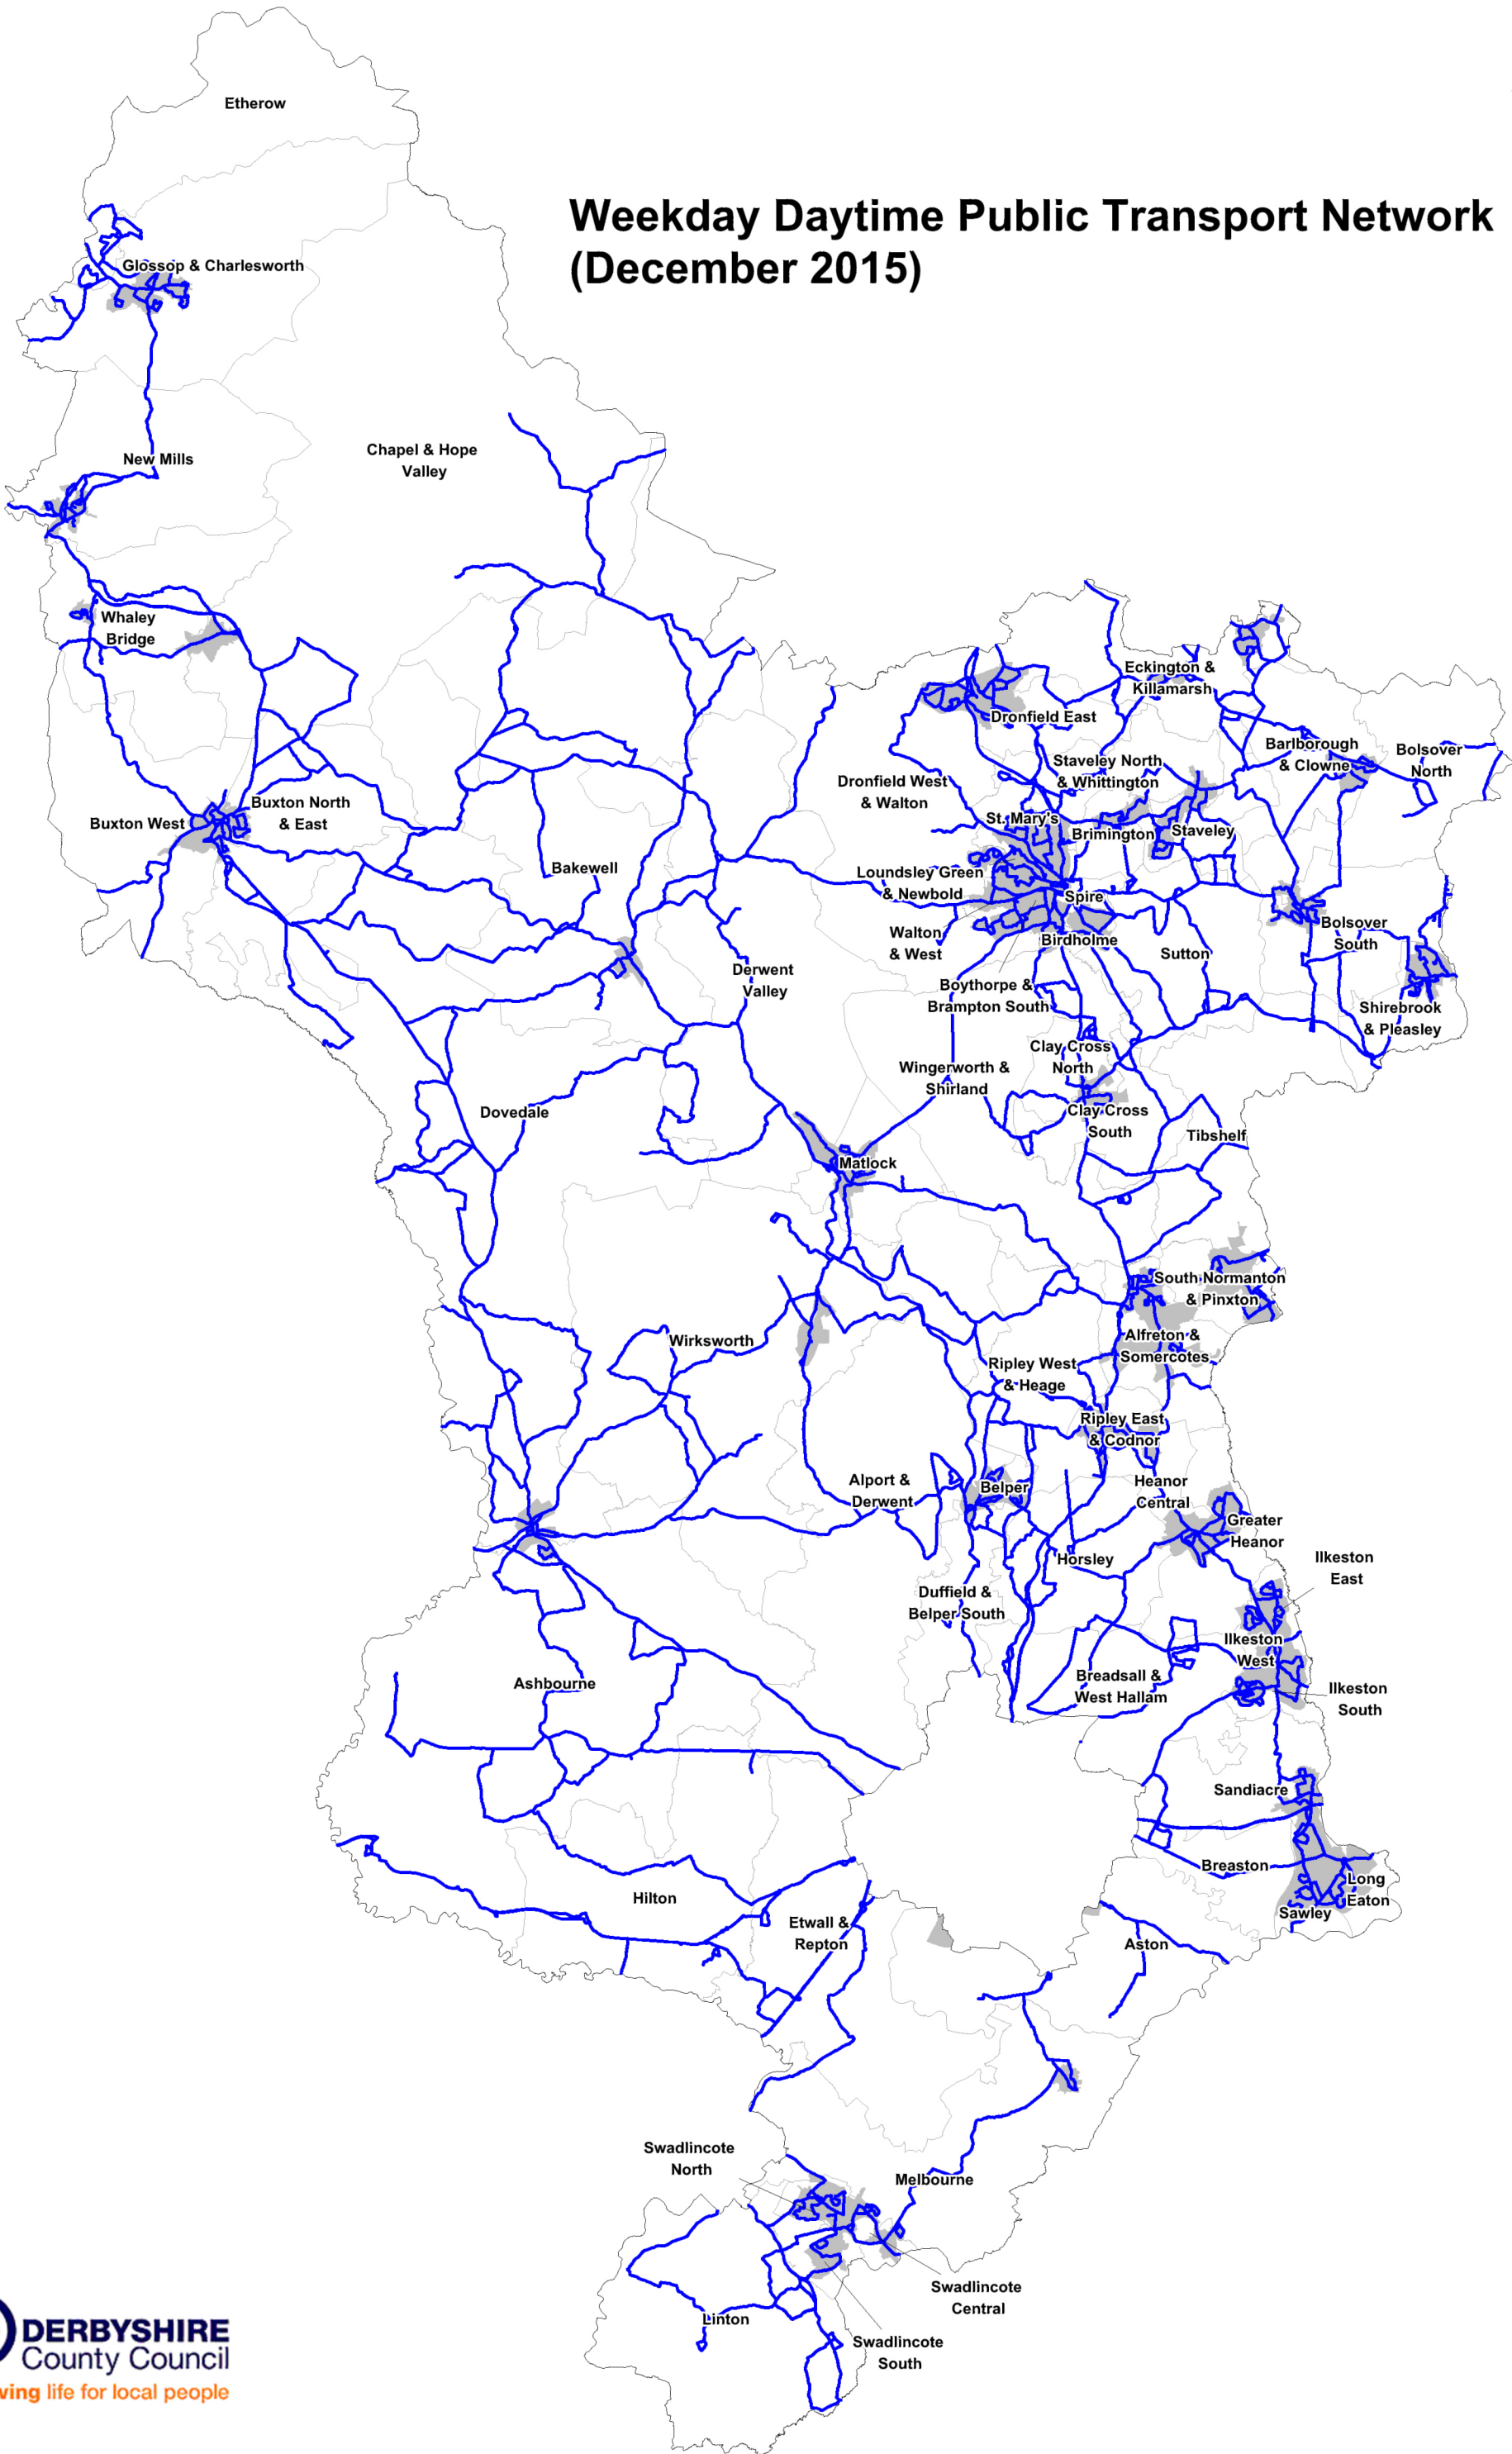 Etherow
Weekday Daytime Public Transport Network
(December 2015)
Glossop & Charlesworth
New Mills
Chapel & Hope
Valley
Whaley
Bridge
Eckington &
Killamarsh
Dronfield East
Barlborough
& Clowne
Bolsover
North
Staveley North
& Whittington
Dronfield West
& Walton
Buxton North
& East
Buxton West
St. Mary's
Brimington
Staveley
Bakewell
Loundsley Green
& Newbold
Spire
Walton
& West
Birdholme
Bolsover
South
Sutton
Derwent
Valley
Boythorpe &
Brampton South
Shirebrook
& Pleasley
Clay Cross
North
Wingerworth &
Shirland
Dovedale
Clay Cross
South
Tibshelf
Matlock
South Normanton
& Pinxton
Alfreton &
Somercotes
Wirksworth
Ripley West
& Heage
Ripley East
& Codnor
Alport &
Derwent
Belper
Heanor
Central
Greater
Heanor
Horsley
Ilkeston
East
Duffield &
Belper South
Ilkeston
West
Ashbourne
Breadsall &
West Hallam
Ilkeston
South
Sandiacre
Breaston
Long
Eaton
Sawley
Hilton
Etwall &
Repton
Aston
Swadlincote
North
Melbourne
Swadlincote
Central
Linton
Swadlincote
South
DERBYSHIRE
County Council
ving life for local people